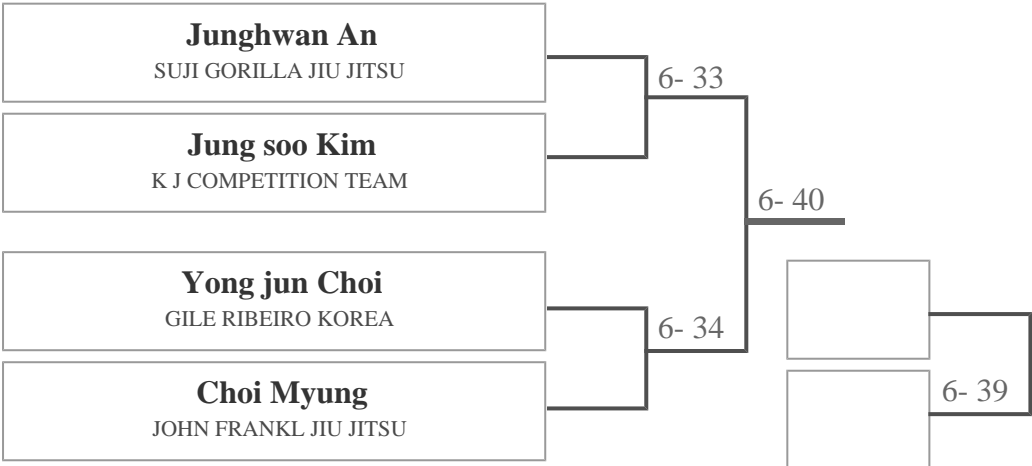 Junghwan An
SUJI GORILLA JIU JITSU
6- 33
Jung soo Kim
K J COMPETITION TEAM
6- 40
Yong jun Choi
GILE RIBEIRO KOREA
6- 34
Choi Myung
JOHN FRANKL JIU JITSU
6- 39